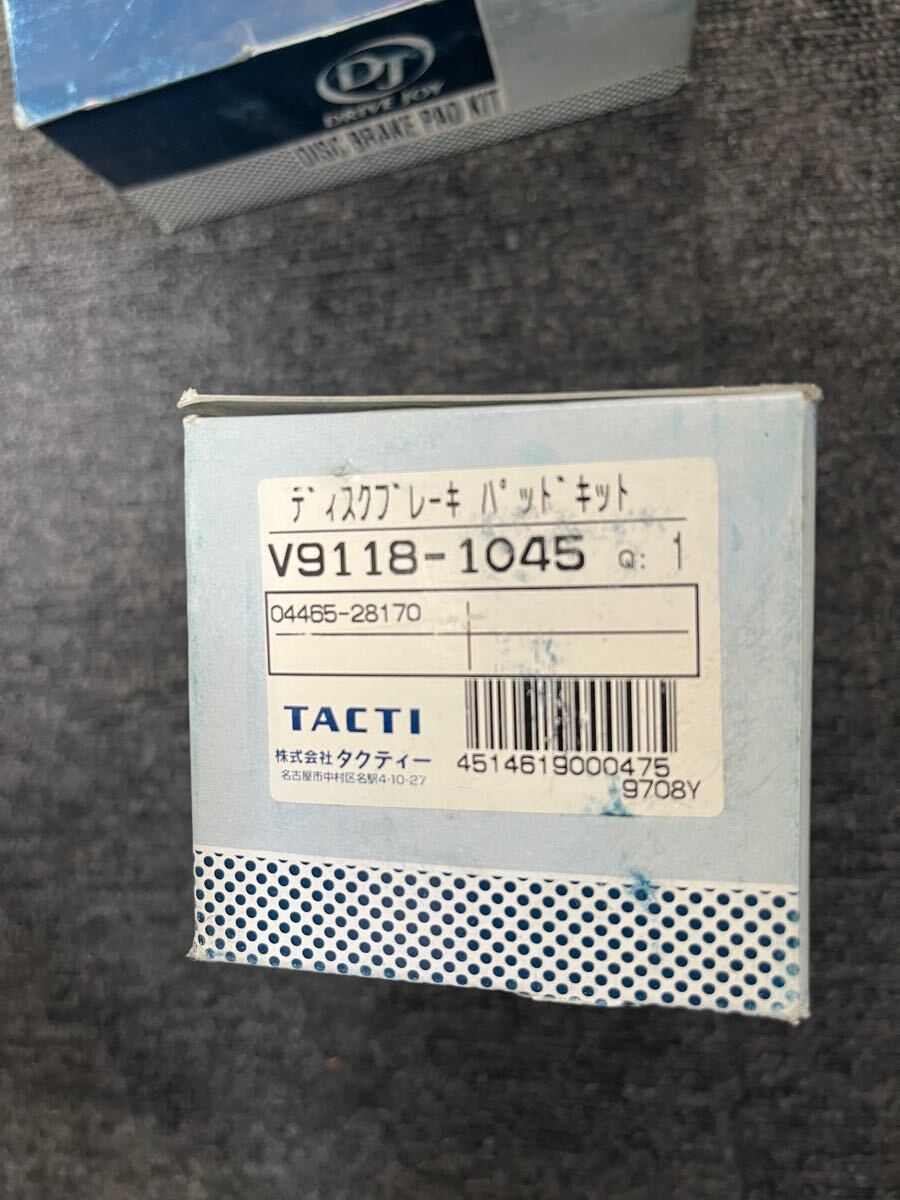 DJ
DRIVE JOY
DISC BRAKE PAD KIT
ディスクブレーキ パッドキット
V9118-1045 Q: 1
04465-28170
TACTI
株式会社タクティー
名古屋市中村区名駅4-10-27
4514619000475
9708Y